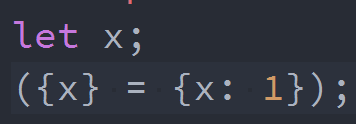 let x;
({x} = {x: 1});